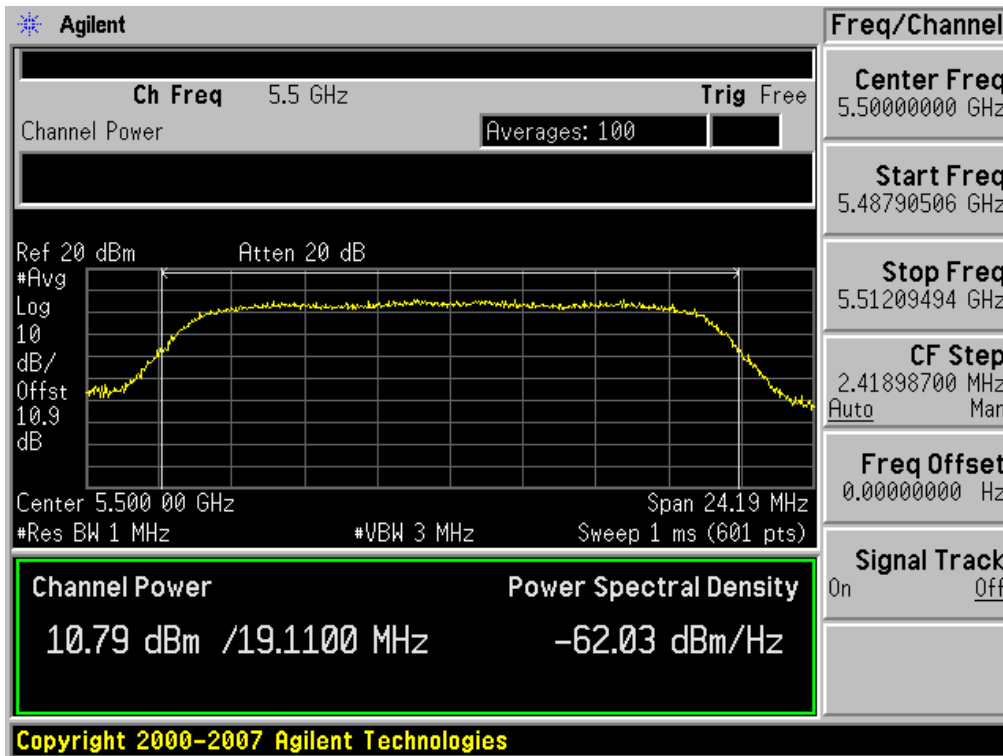 Agilent
Ch Freq 5.5 GHz Trig Free
Channel Power Averages: 100
Ref 20 dBm Atten 20 dB
#Avg
Log
10
dB/
Offst
10.9
dB
Center 5.500 00 GHz Span 24.19 MHz
#Res BW 1 MHz #VBW 3 MHz Sweep 1 ms (601 pts)
Channel Power Power Spectral Density
10.79 dBm /19.1100 MHz -62.03 dBm/Hz
Copyright 2000-2007 Agilent Technologies
Freq/Channel
Center Freq
5.50000000 GHz
Start Freq
5.48790506 GHz
Stop Freq
5.51209494 GHz
CF Step
2.41898700 MHz
Auto Man
Freq Offset
0.00000000 Hz
Signal Track
On Off